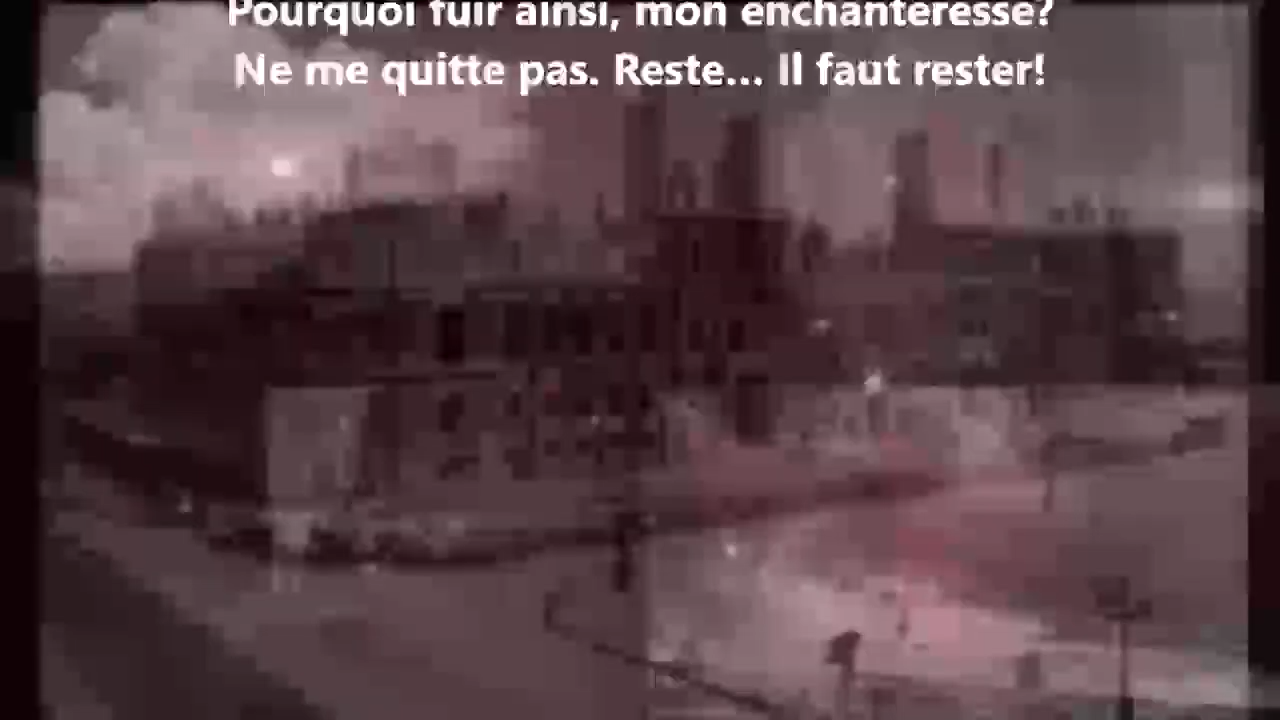 Pourquoi fuir ainsi, mon enchanteresse?
Ne me quitte pas. Reste... Il faut rester!